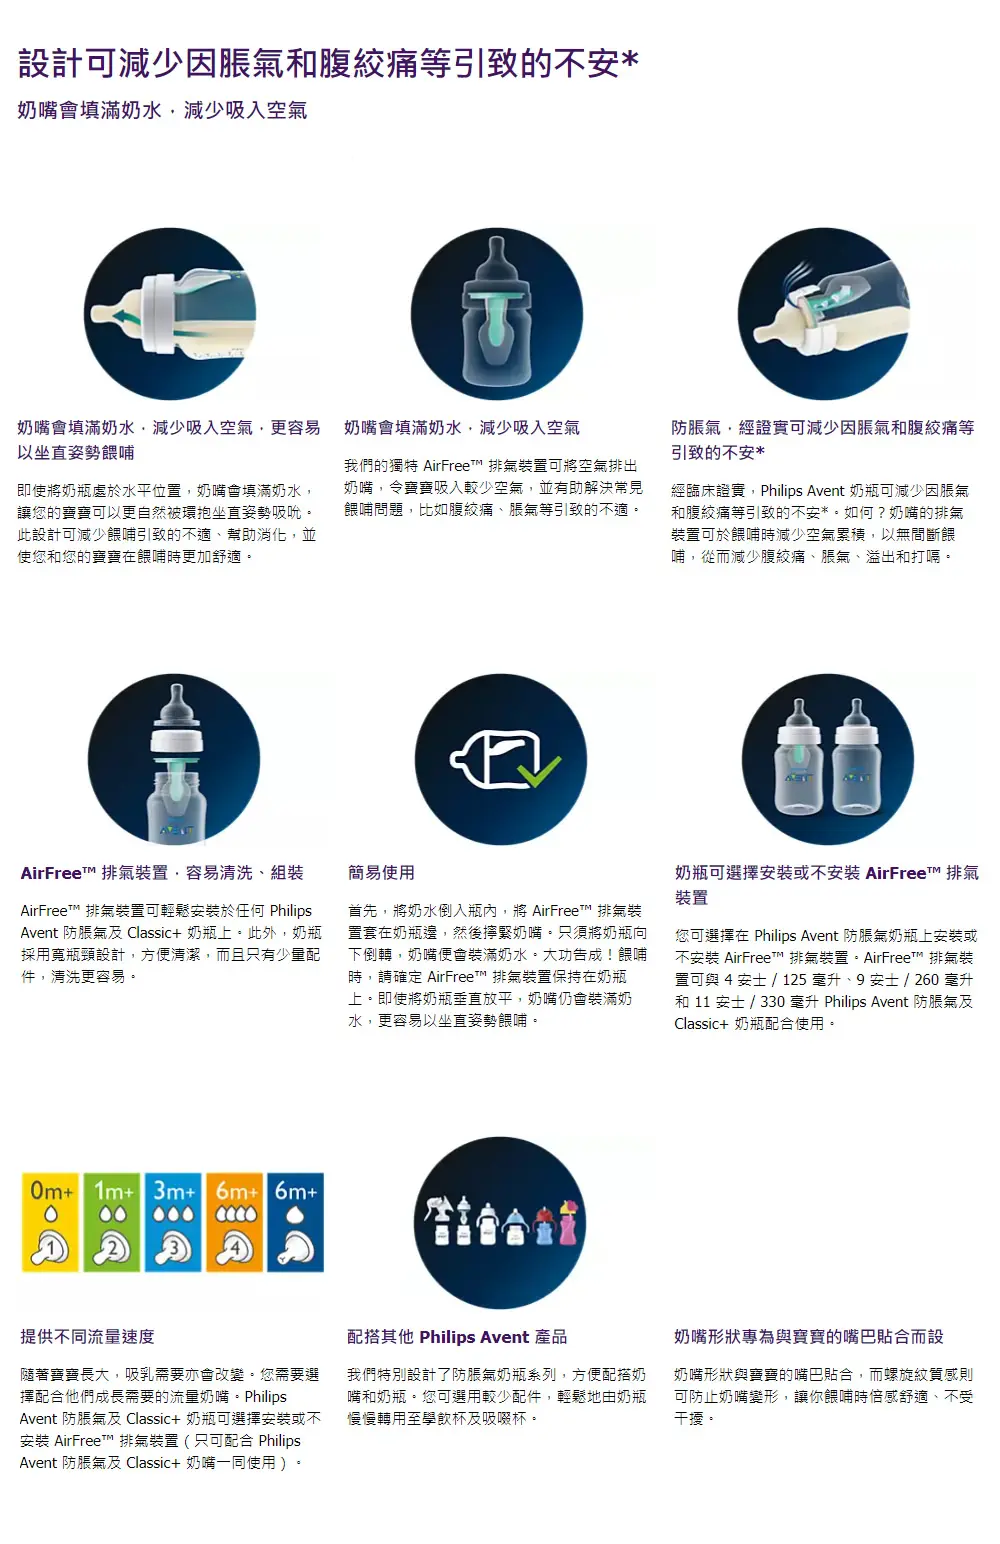 設計可減少因脹氣和腹絞痛等引致的不安*
奶嘴會填滿奶水，減少吸入空氣
奶嘴會填滿奶水，減少吸入空氣，更容易
以坐直姿勢餵哺
即使將奶瓶處於水平位置，奶嘴會填滿奶水，
讓您的寶寶可以更自然被環抱坐直姿勢吸吮。
此設計可減少餵哺引致的不適、幫助消化，並
使您和您的寶寶在餵哺時更加舒適。
奶嘴會填滿奶水，減少吸入空氣
我們的獨特 AirFree™ 排氣裝置可將空氣排出
奶嘴，令寶寶吸入較少空氣，並有助解決常見
餵哺問題，比如腹絞痛、脹氣等引致的不適。
防脹氣，經證實可減少因脹氣和腹絞痛等
引致的不安*
經臨床證實，Philips Avent 奶瓶可減少因脹氣
和腹絞痛等引致的不安*。如何？奶嘴的排氣
裝置可於餵哺時減少空氣累積，以無間斷餵
哺，從而減少腹絞痛、脹氣、溢出和打嗝。
AVENT
AVENT
AVENT
AirFree™ 排氣裝置，容易清洗、組裝
AirFree™ 排氣裝置可輕鬆安裝於任何 Philips
Avent 防脹氣及 Classic+ 奶瓶上。此外，奶瓶
採用寬瓶頸設計，方便清潔，而且只有少量配
件，清洗更容易。
簡易使用
首先，將奶水倒入瓶內，將 AirFree™ 排氣裝
置套在奶瓶邊，然後擰緊奶嘴。只須將奶瓶向
下倒轉，奶嘴便會裝滿奶水。大功告成！餵哺
時，請確定 AirFree™ 排氣裝置保持在奶瓶
上。即使將奶瓶垂直放平，奶嘴仍會裝滿奶
水，更容易以坐直姿勢餵哺。
奶瓶可選擇安裝或不安裝 AirFree™ 排氣
裝置
您可選擇在 Philips Avent 防脹氣奶瓶上安裝或
不安裝 AirFree™ 排氣裝置。AirFree™ 排氣裝
置可與 4 安士 / 125 毫升、9 安士 / 260 毫升
和 11 安士 / 330 毫升 Philips Avent 防脹氣及
Classic+ 奶瓶配合使用。
0m+ 1m+ 3m+ 6m+ 6m+
1 2 3 4
提供不同流量速度
隨著寶寶長大，吸乳需要亦會改變。您需要選
擇配合他們成長需要的流量奶嘴。Philips
Avent 防脹氣及 Classic+ 奶瓶可選擇安裝或不
安裝 AirFree™ 排氣裝置 ( 只可配合 Philips
Avent 防脹氣及 Classic+ 奶嘴一同使用 ) 。
配搭其他 Philips Avent 產品
我們特別設計了防脹氣奶瓶系列，方便配搭奶
嘴和奶瓶。您可選用較少配件，輕鬆地由奶瓶
慢慢轉用至學飲杯及吸啜杯。
奶嘴形狀專為與寶寶的嘴巴貼合而設
奶嘴形狀與寶寶的嘴巴貼合，而螺旋紋質感則
可防止奶嘴變形，讓你餵哺時倍感舒適、不受
干擾。